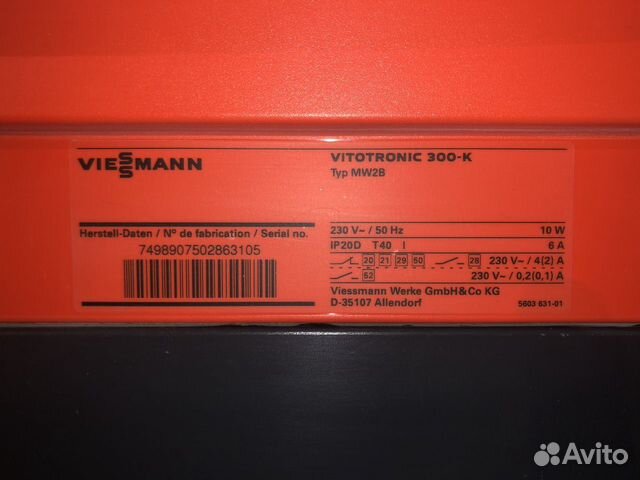 VIESSMANN
VITOTRONIC 300-K
Typ MW2B
Herstell-Daten / Nº de fabrication / Serial no.
7498907502863105
230 V~ / 50 Hz 10 W
IP20D T40 I 6 A
20 21 29 50 28 230 V~ / 4(2) A
52 230 V~ / 0,2(0,1) A
Viessmann Werke GmbH&Co KG
D-35107 Allendorf
5603 631-01
Avito